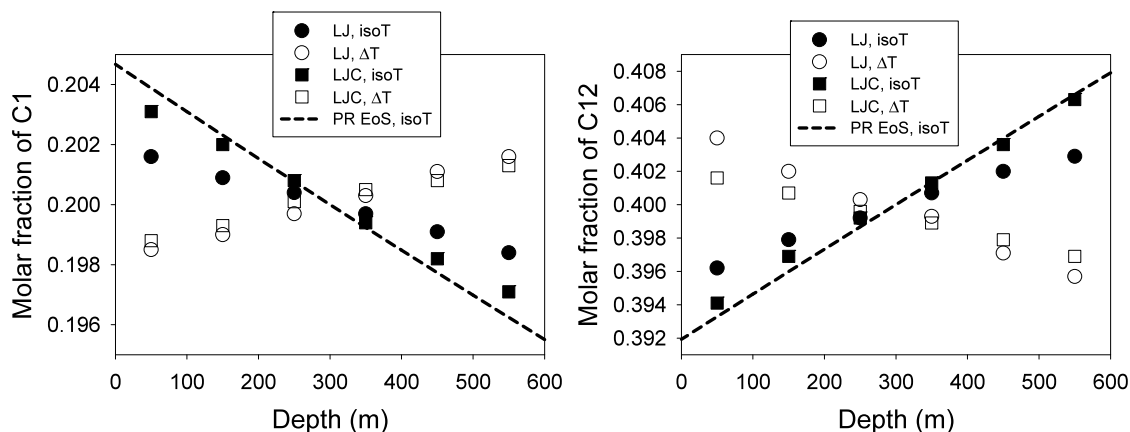 LJ, isoT
LJ, ΔT
LJC, isoT
LJC, ΔT
PR EoS, isoT
0.204
0.202
0.200
0.198
0.196
Molar fraction of C1
0 100 200 300 400 500 600
Depth (m)
LJ, isoT
LJ, ΔT
LJC, isoT
LJC, ΔT
PR EoS, isoT
0.408
0.406
0.404
0.402
0.400
0.398
0.396
0.394
0.392
Molar fraction of C12
0 100 200 300 400 500 600
Depth (m)